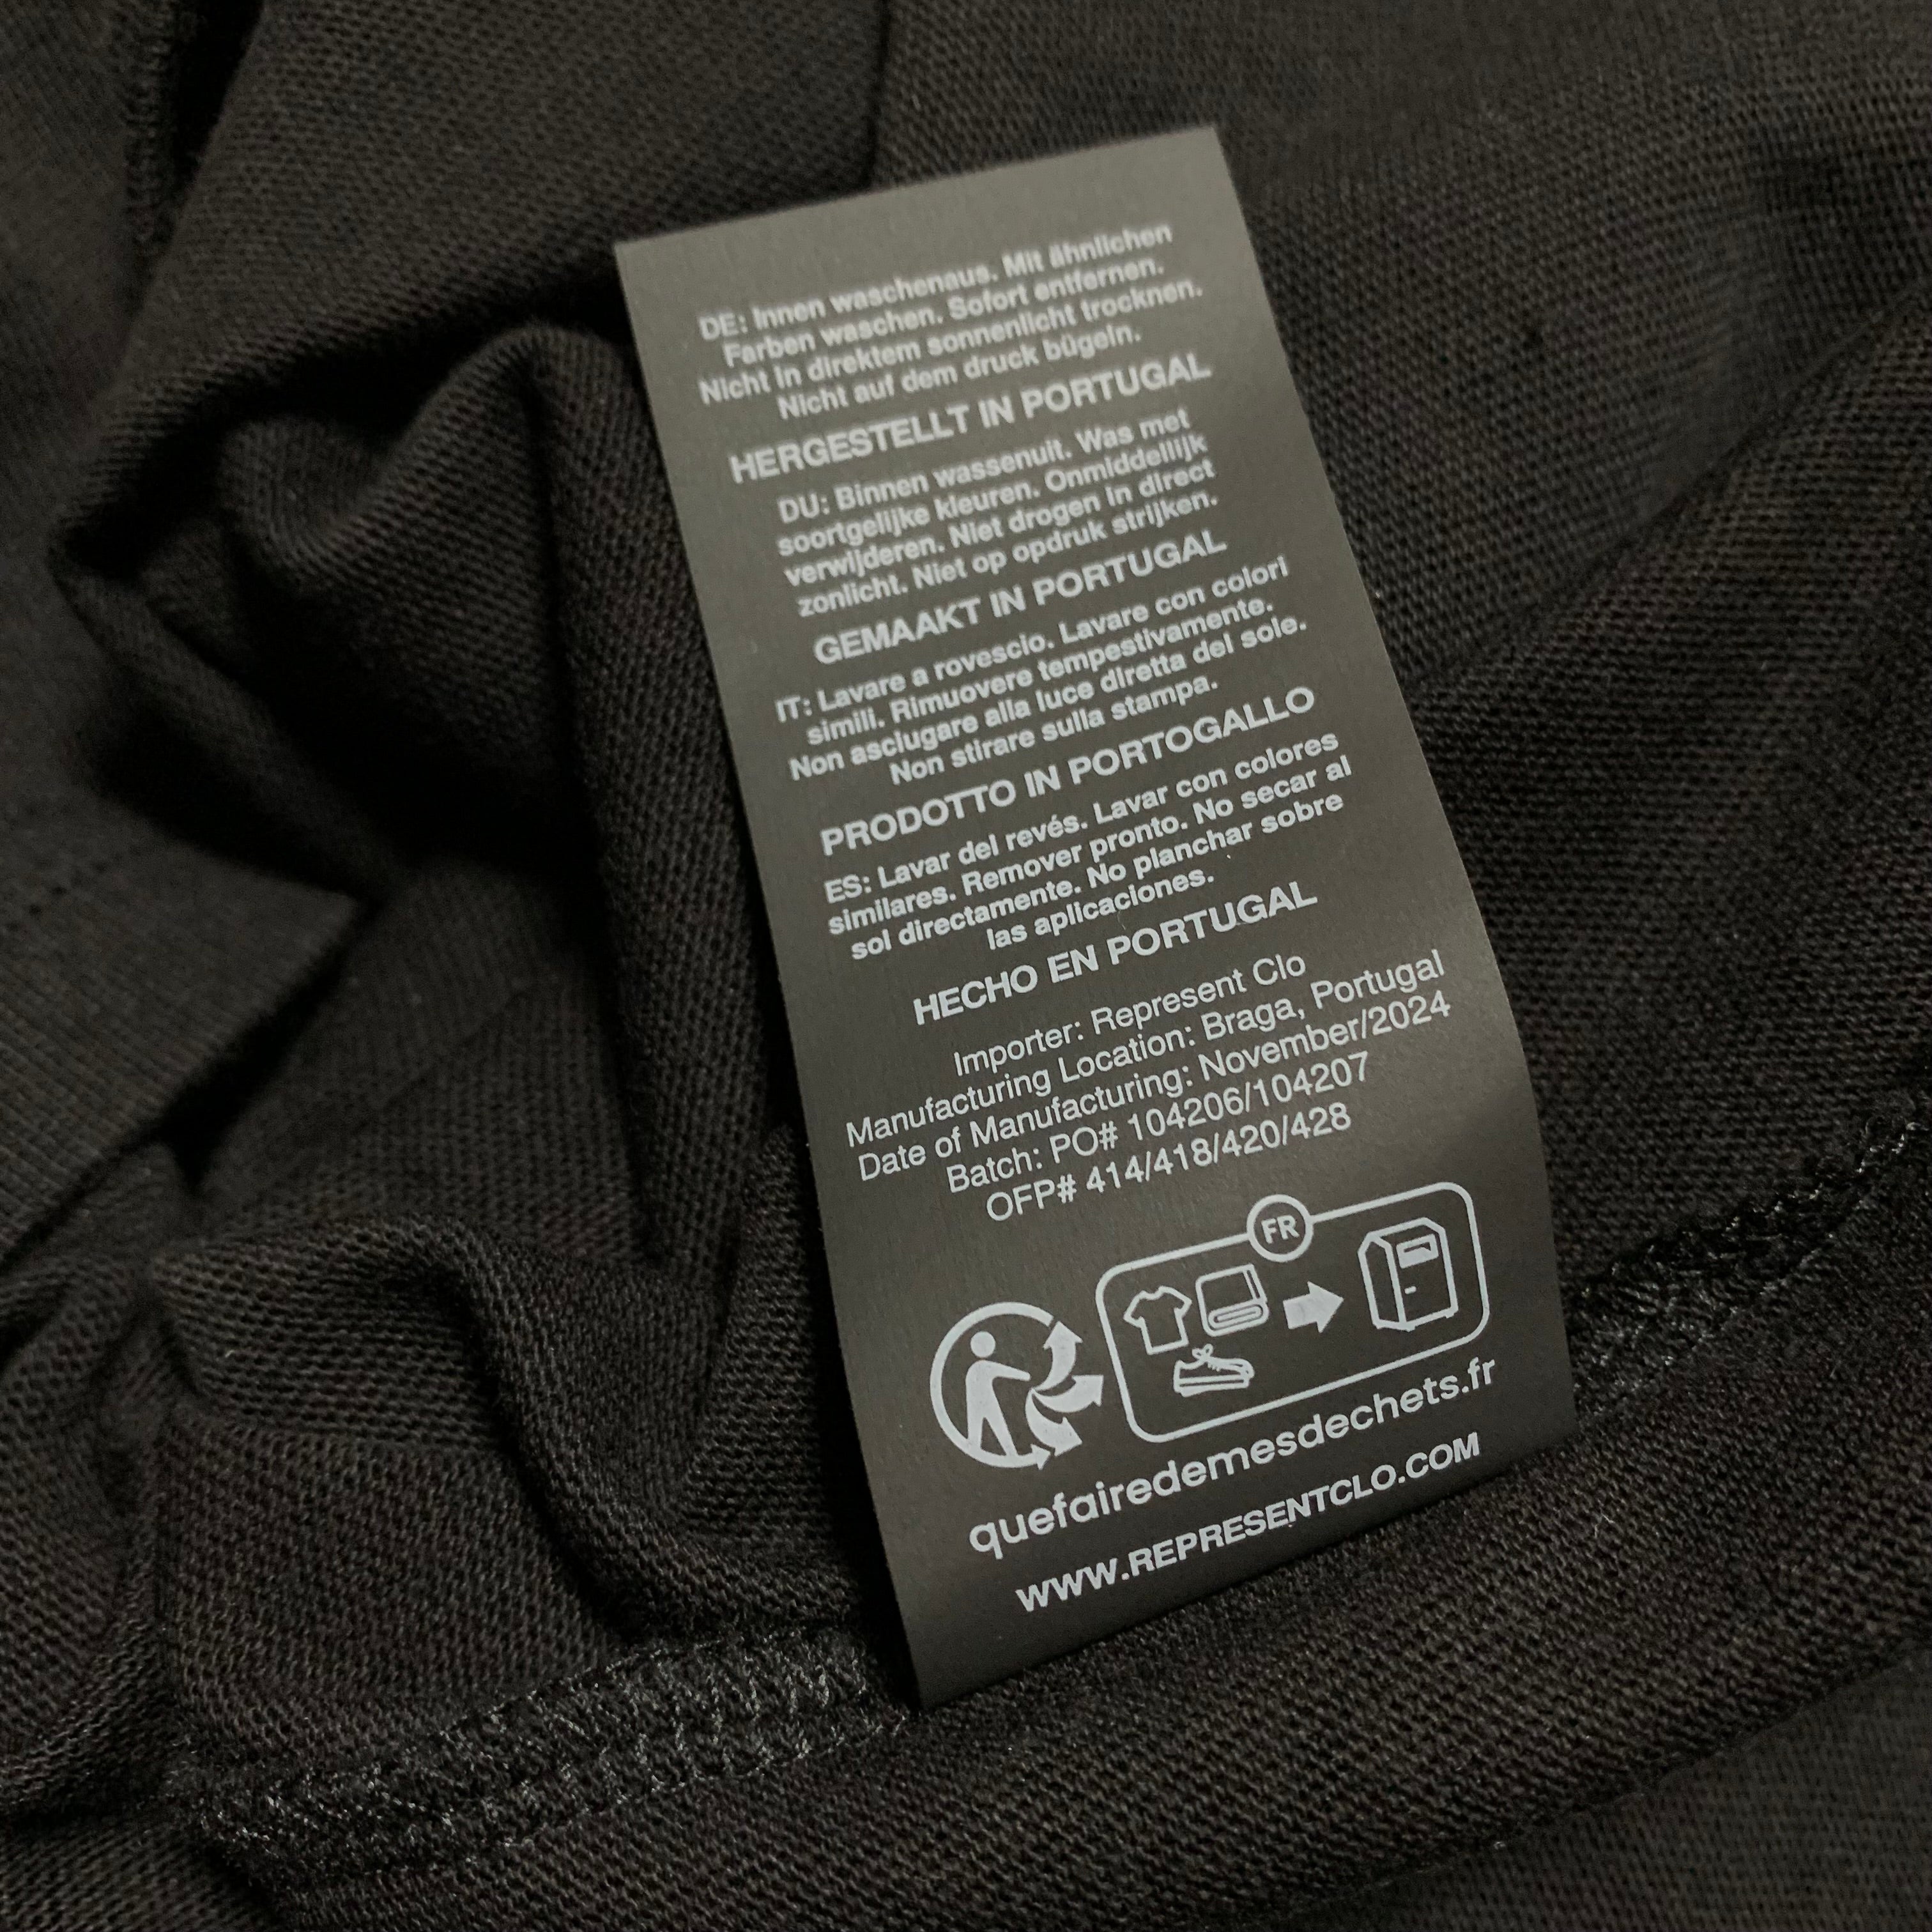 DE: Innen waschenaus. Mit ähnlichen
Farben waschen. Sofort entfernen.
Nicht in direktem sonnenlicht trocknen.
Nicht auf dem druck bügeln.
HERGESTELLT IN PORTUGAL
DU: Binnen wassenuit. Was met
soortgelijke kleuren. Onmiddellijk
verwijderen. Niet drogen in direct
zonlicht. Niet op opdruk strijken.
GEMAAKT IN PORTUGAL
IT: Lavare a rovescio. Lavare con colori
simili. Rimuovere tempestivamente.
Non asciugare alla luce diretta del sole.
Non stirare sulla stampa.
PRODOTTO IN PORTOGALLO
ES: Lavar del revés. Lavar con colores
similares. Remover pronto. No secar al
sol directamente. No planchar sobre
las aplicaciones.
HECHO EN PORTUGAL
Importer: Represent Clo
Manufacturing Location: Braga, Portugal
Date of Manufacturing: November/2024
Batch: PO# 104206/104207
OFP# 414/418/420/428
FR
quefairedemesdechets.fr
WWW.REPRESENTCLO.COM